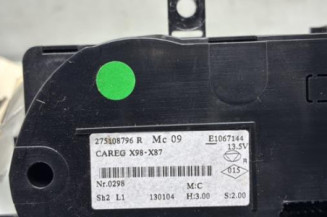 275108796 R Mc 09 E1067144
CAREG X98-X87 13.5V
R
015
Nr.0298 M:C
Sh2 L1 130104 H:3.00 S:2.00